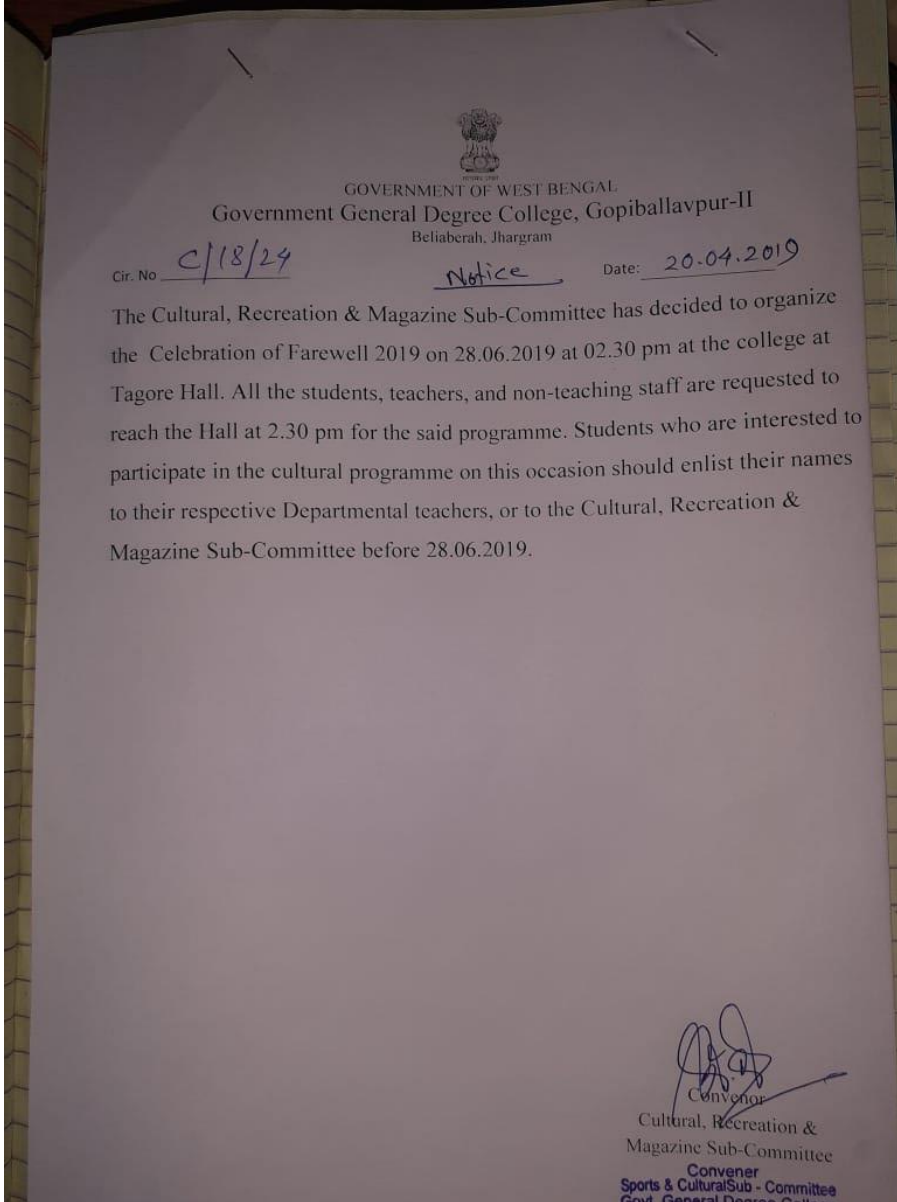 GOVERNMENT OF WEST BENGAL
Government General Degree College, Gopiballavpur-II
Beliaberah, Jhargram
Cir. No C/18/24 Notice Date: 20.04.2019
The Cultural, Recreation & Magazine Sub-Committee has decided to organize
the Celebration of Farewell 2019 on 28.06.2019 at 02.30 pm at the college at
Tagore Hall. All the students, teachers, and non-teaching staff are requested to
reach the Hall at 2.30 pm for the said programme. Students who are interested to
participate in the cultural programme on this occasion should enlist their names
to their respective Departmental teachers, or to the Cultural, Recreation &
Magazine Sub-Committee before 28.06.2019.
Convenor
Cultural, Recreation &
Magazine Sub-Committee
Convener
Sports & CulturalSub - Committee
Govt. General Degree